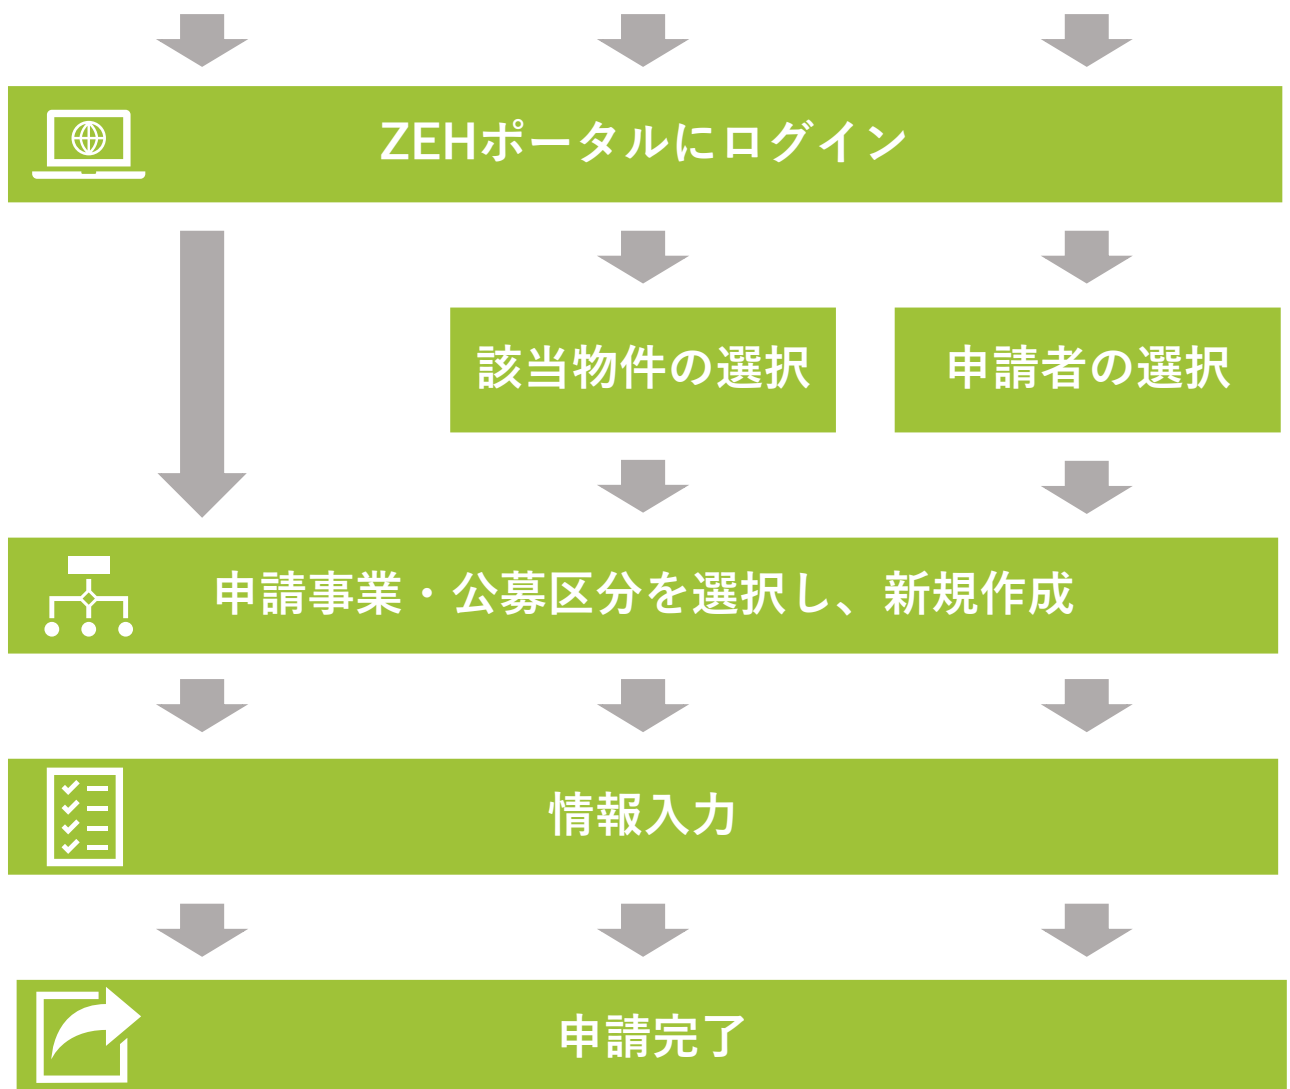 ZEHポータルにログイン
該当物件の選択
申請者の選択
申請事業・公募区分を選択し、新規作成
情報入力
申請完了